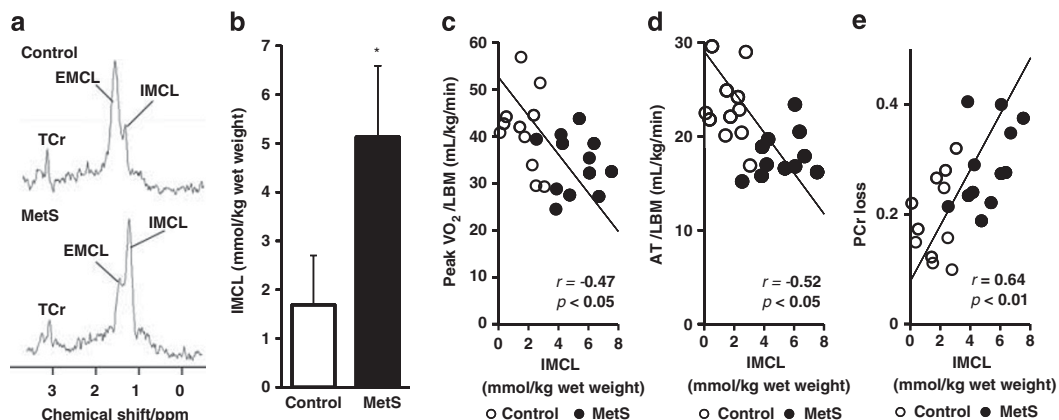 a
Control
EMCL
IMCL
TCr
MetS
IMCL
EMCL
TCr
3 2 1 0
Chemical shift/ppm
b
IMCL (mmol/kg wet weight)
7
6
5
4
3
2
1
0
*
Control MetS
c
Peak VO2/LBM (mL/kg/min)
60
50
40
30
20
10
0
r = -0.47
p < 0.05
0 2 4 6 8
IMCL
(mmol/kg wet weight)
Control MetS
d
AT/LBM (mL/kg/min)
30
20
10
0
r = -0.52
p < 0.05
0 2 4 6 8
IMCL
(mmol/kg wet weight)
Control MetS
e
PCr loss
0.4
0.2
0
r = 0.64
p < 0.01
0 2 4 6 8
IMCL
(mmol/kg wet weight)
Control MetS